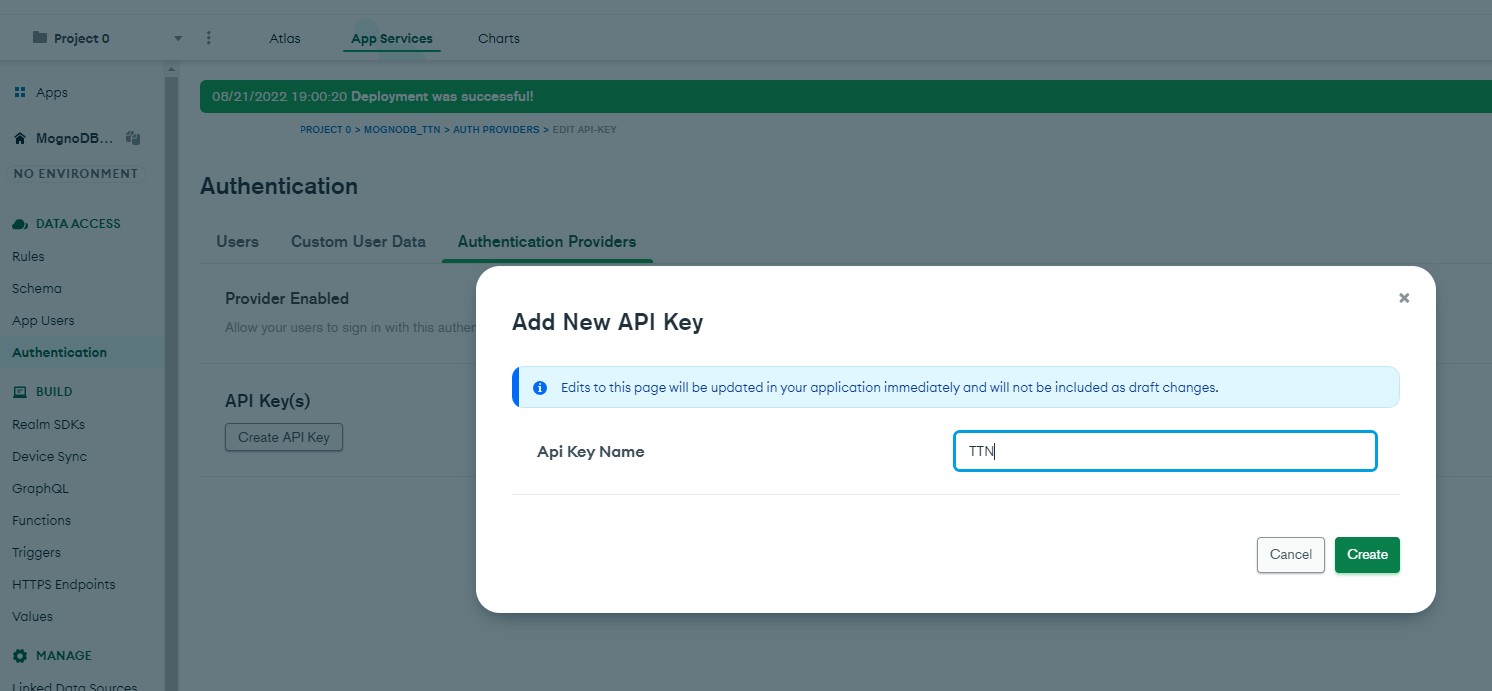 Project 0
Atlas
App Services
Charts
Apps
MognoDB...
NO ENVIRONMENT
DATA ACCESS
Rules
Schema
App Users
Authentication
BUILD
Realm SDKs
Device Sync
GraphQL
Functions
Triggers
HTTPS Endpoints
Values
MANAGE
Linked Data Sources
08/21/2022 19:00:20 Deployment was successful!
PROJECT 0 > MOGNODB_TTN > AUTH PROVIDERS > EDIT API-KEY
Authentication
Users
Custom User Data
Authentication Providers
Provider Enabled
Allow your users to sign in with this authen
API Key(s)
Create API Key
Add New API Key
Edits to this page will be updated in your application immediately and will not be included as draft changes.
Api Key Name
TTN
Cancel
Create